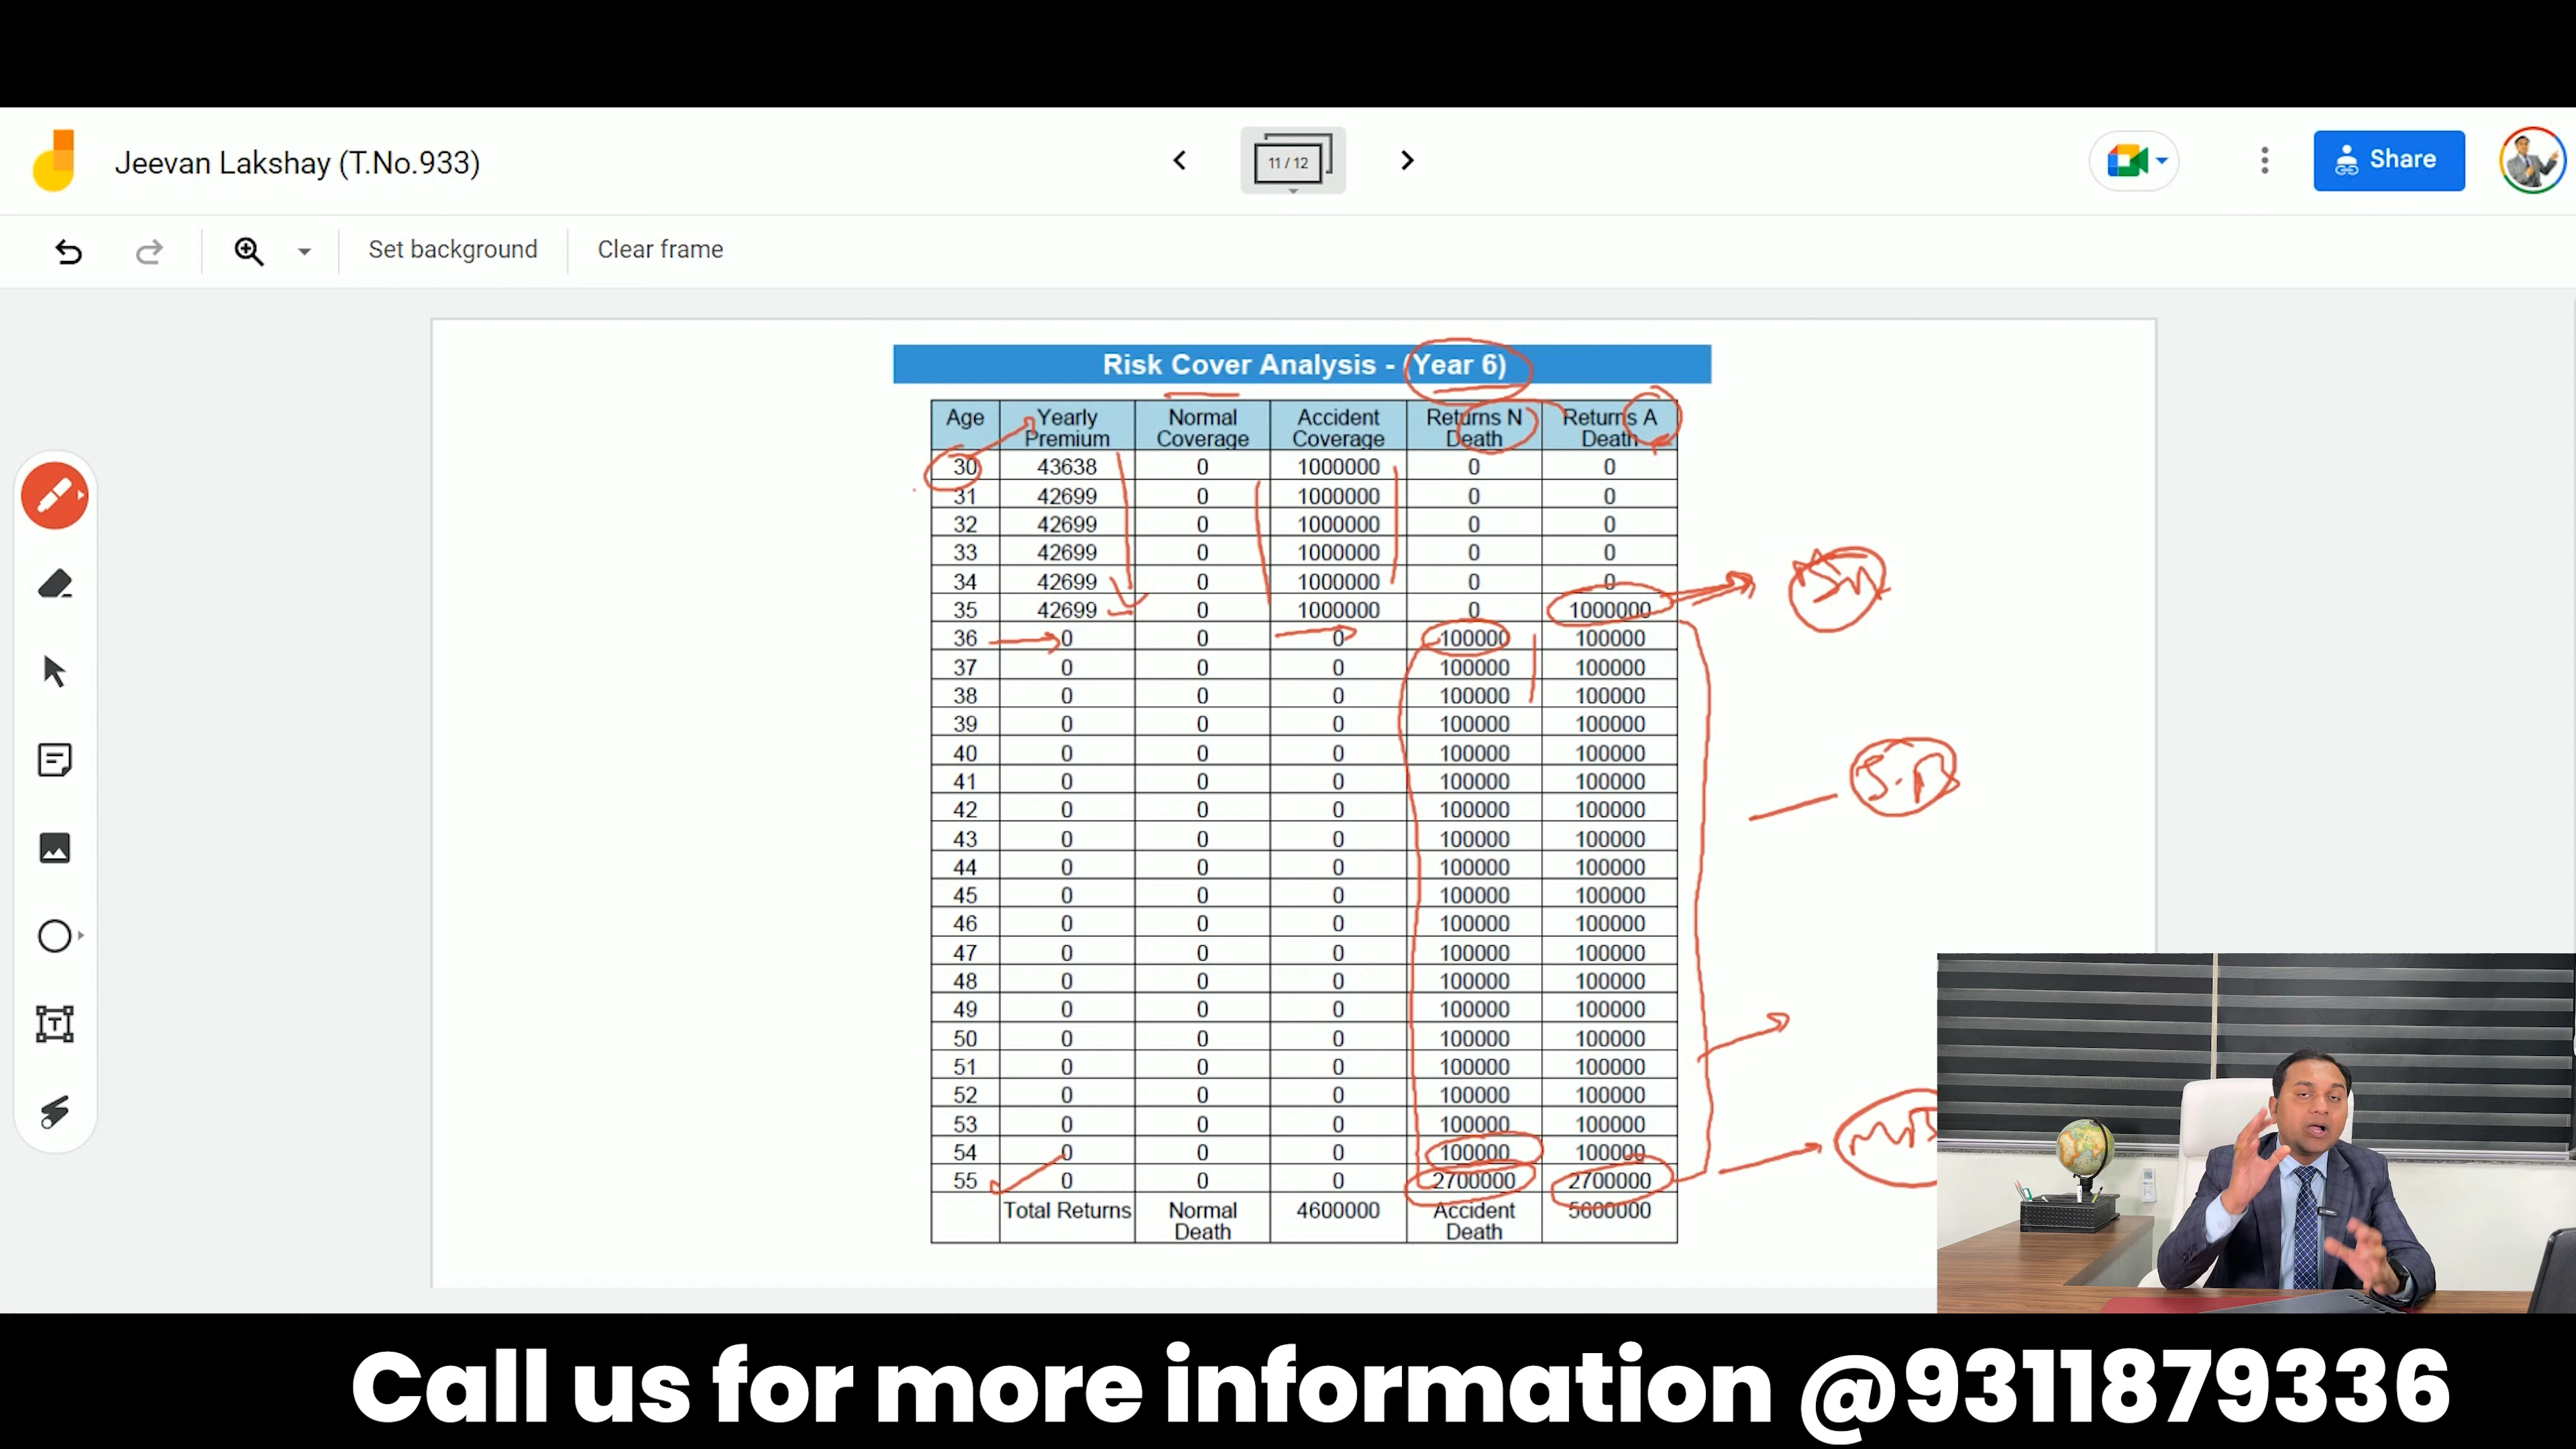 Jeevan Lakshay (T.No.933)
11 / 12
Share
Set background
Clear frame
Risk Cover Analysis - (Year 6)
Age Yearly Premium Normal Coverage Accident Coverage Returns N Death Returns A Death
30 43638 0 1000000 0 0
31 42699 0 1000000 0 0
32 42699 0 1000000 0 0
33 42699 0 1000000 0 0
34 42699 0 1000000 0 0
35 42699 0 1000000 0 1000000
36 0 0 0 100000 100000
37 0 0 0 100000 100000
38 0 0 0 100000 100000
39 0 0 0 100000 100000
40 0 0 0 100000 100000
41 0 0 0 100000 100000
42 0 0 0 100000 100000
43 0 0 0 100000 100000
44 0 0 0 100000 100000
45 0 0 0 100000 100000
46 0 0 0 100000 100000
47 0 0 0 100000 100000
48 0 0 0 100000 100000
49 0 0 0 100000 100000
50 0 0 0 100000 100000
51 0 0 0 100000 100000
52 0 0 0 100000 100000
53 0 0 0 100000 100000
54 0 0 0 100000 100000
55 0 0 0 2700000 2700000
Total Returns Normal Death 4600000 Accident Death 5600000
Call us for more information @9311879336